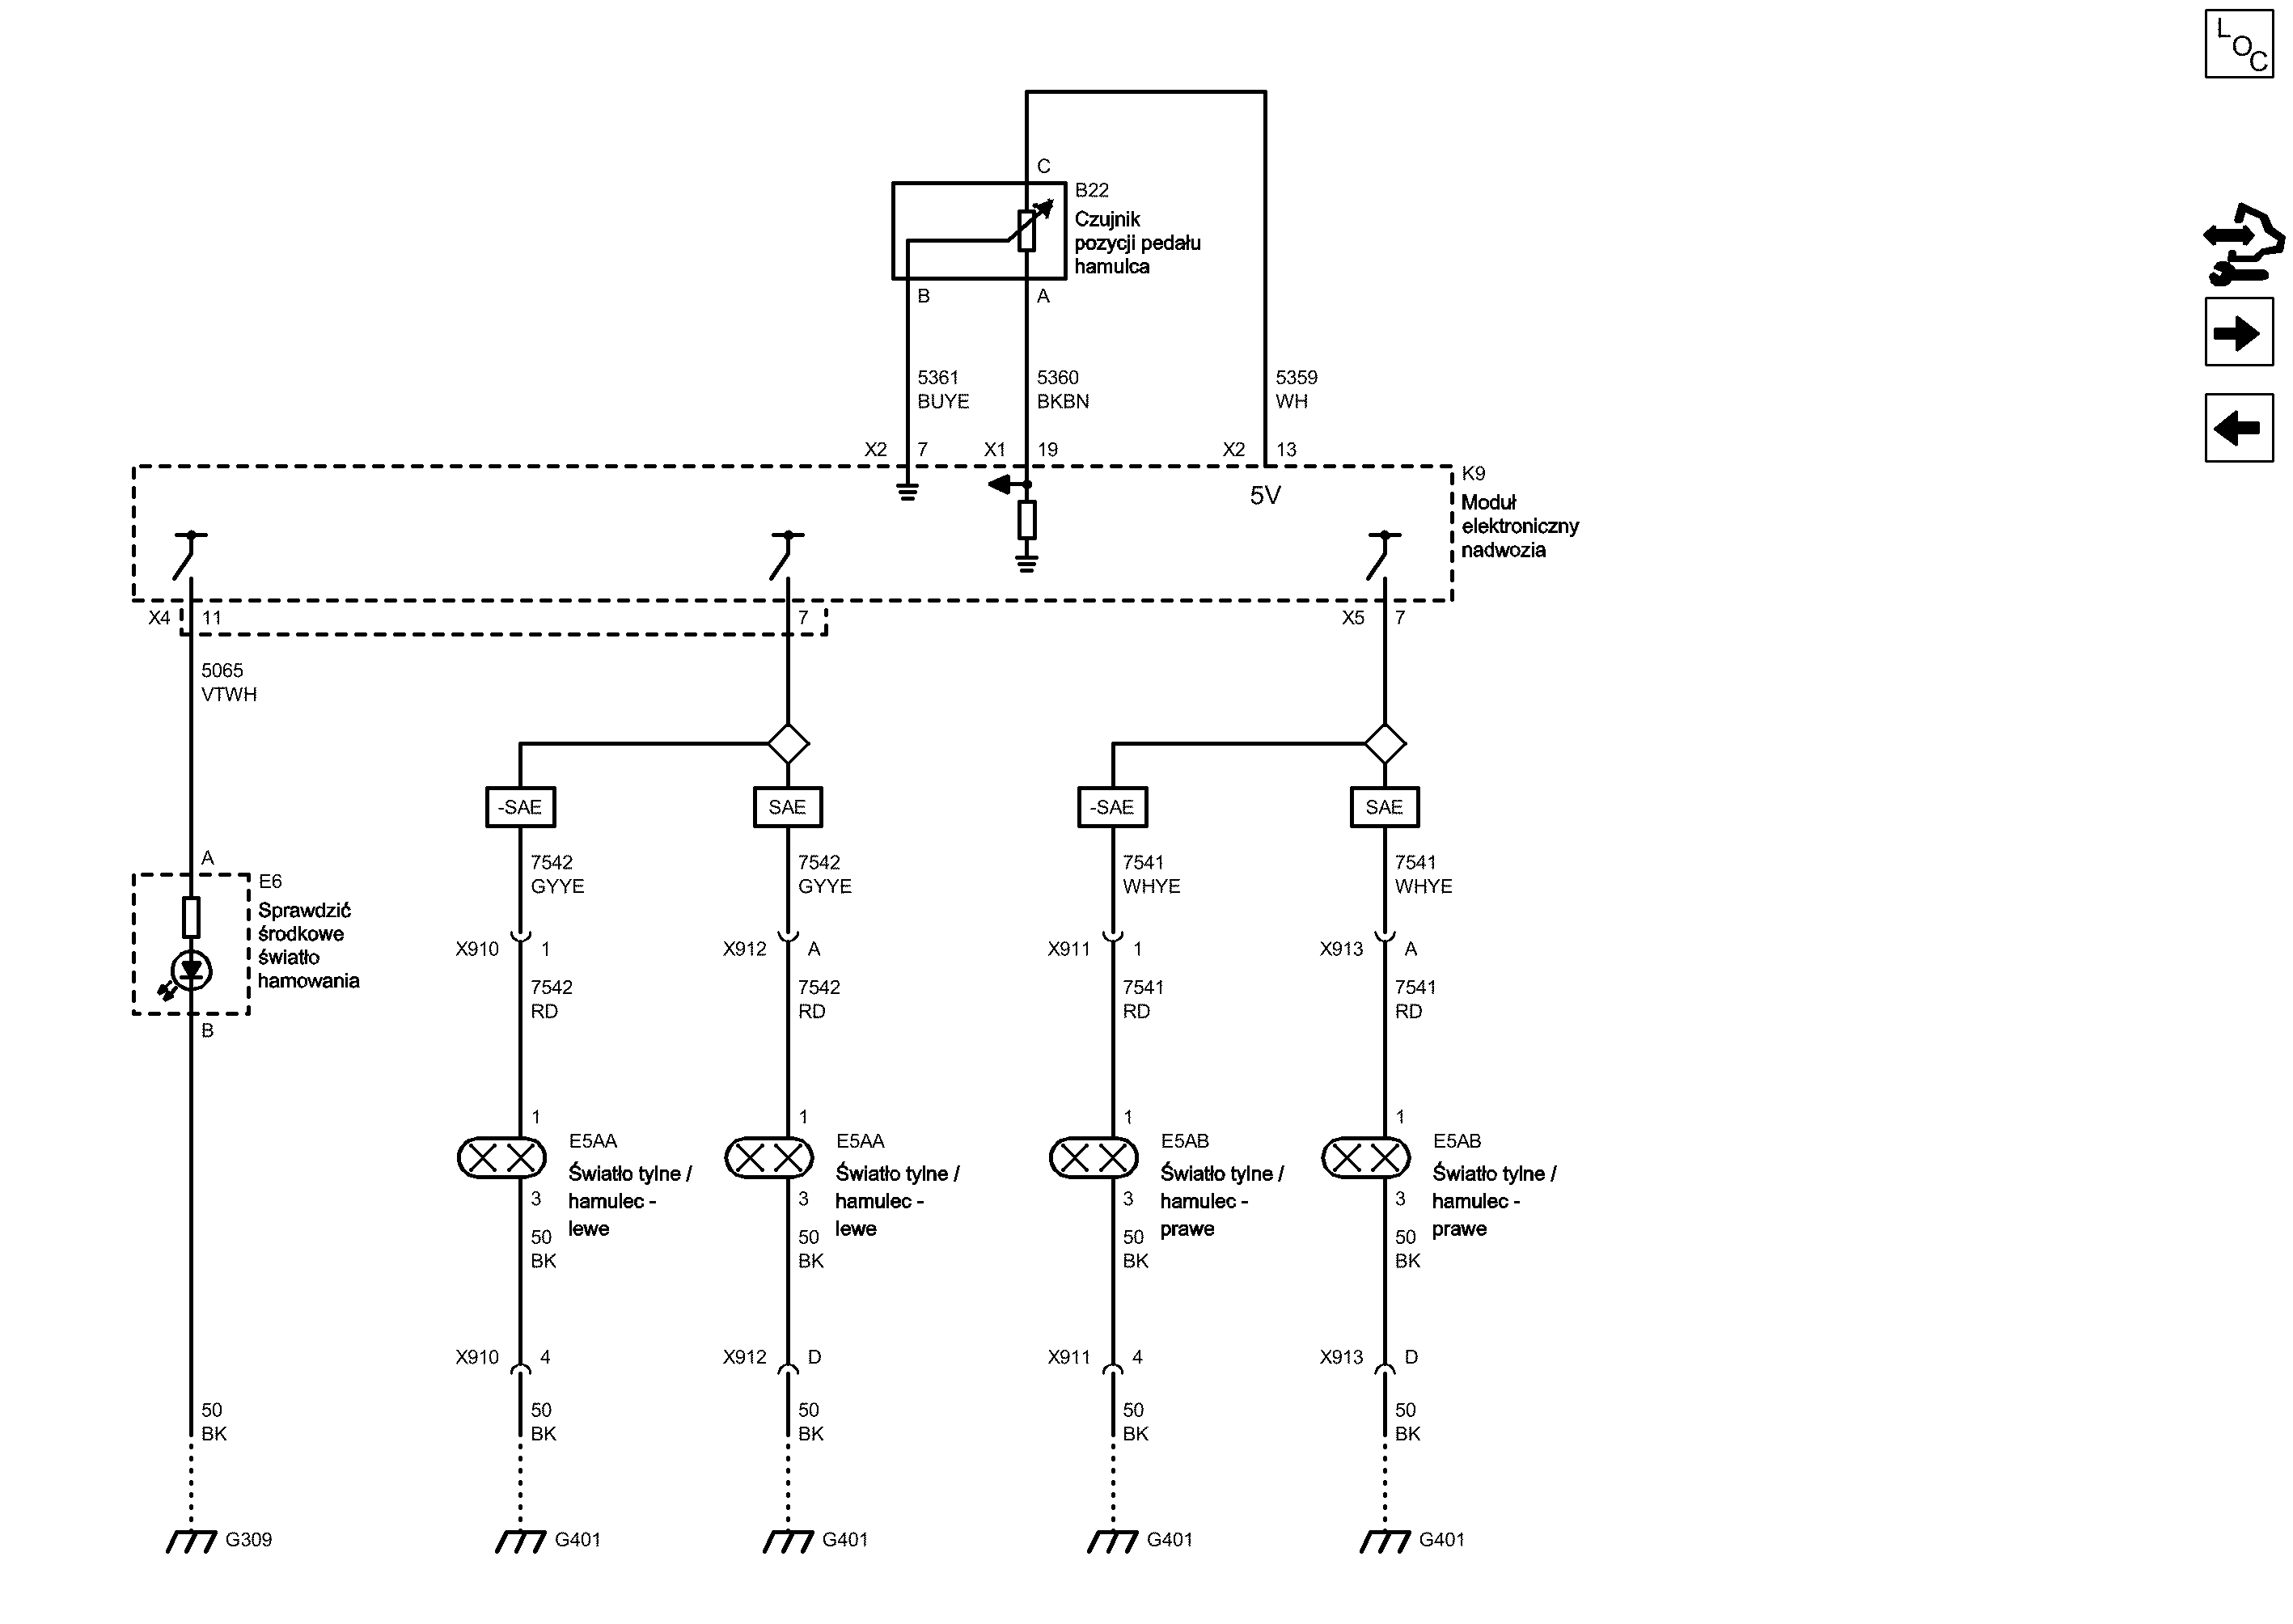 LOC
C
B22
Czujnik
pozycji pedału
hamulca
B
A
5361
BUYE
5360
BKBN
5359
WH
X2 7
X1 19
X2 13
5V
K9
Moduł
elektroniczny
nadwozia
X4 11
7
X5 7
5065
VTWH
-SAE
SAE
-SAE
SAE
7542
GYYE
7542
GYYE
7541
WHYE
7541
WHYE
A
E6
Sprawdzić
środkowe
światło
hamowania
B
X910 1
X912 A
X911 1
X913 A
7542
RD
7542
RD
7541
RD
7541
RD
1
E5AA
Światło tylne /
hamulec -
lewe
3
50
BK
1
E5AA
Światło tylne /
hamulec -
lewe
3
50
BK
1
E5AB
Światło tylne /
hamulec -
prawe
3
50
BK
1
E5AB
Światło tylne /
hamulec -
prawe
3
50
BK
X910 4
X912 D
X911 4
X913 D
50
BK
50
BK
50
BK
50
BK
50
BK
G309
G401
G401
G401
G401